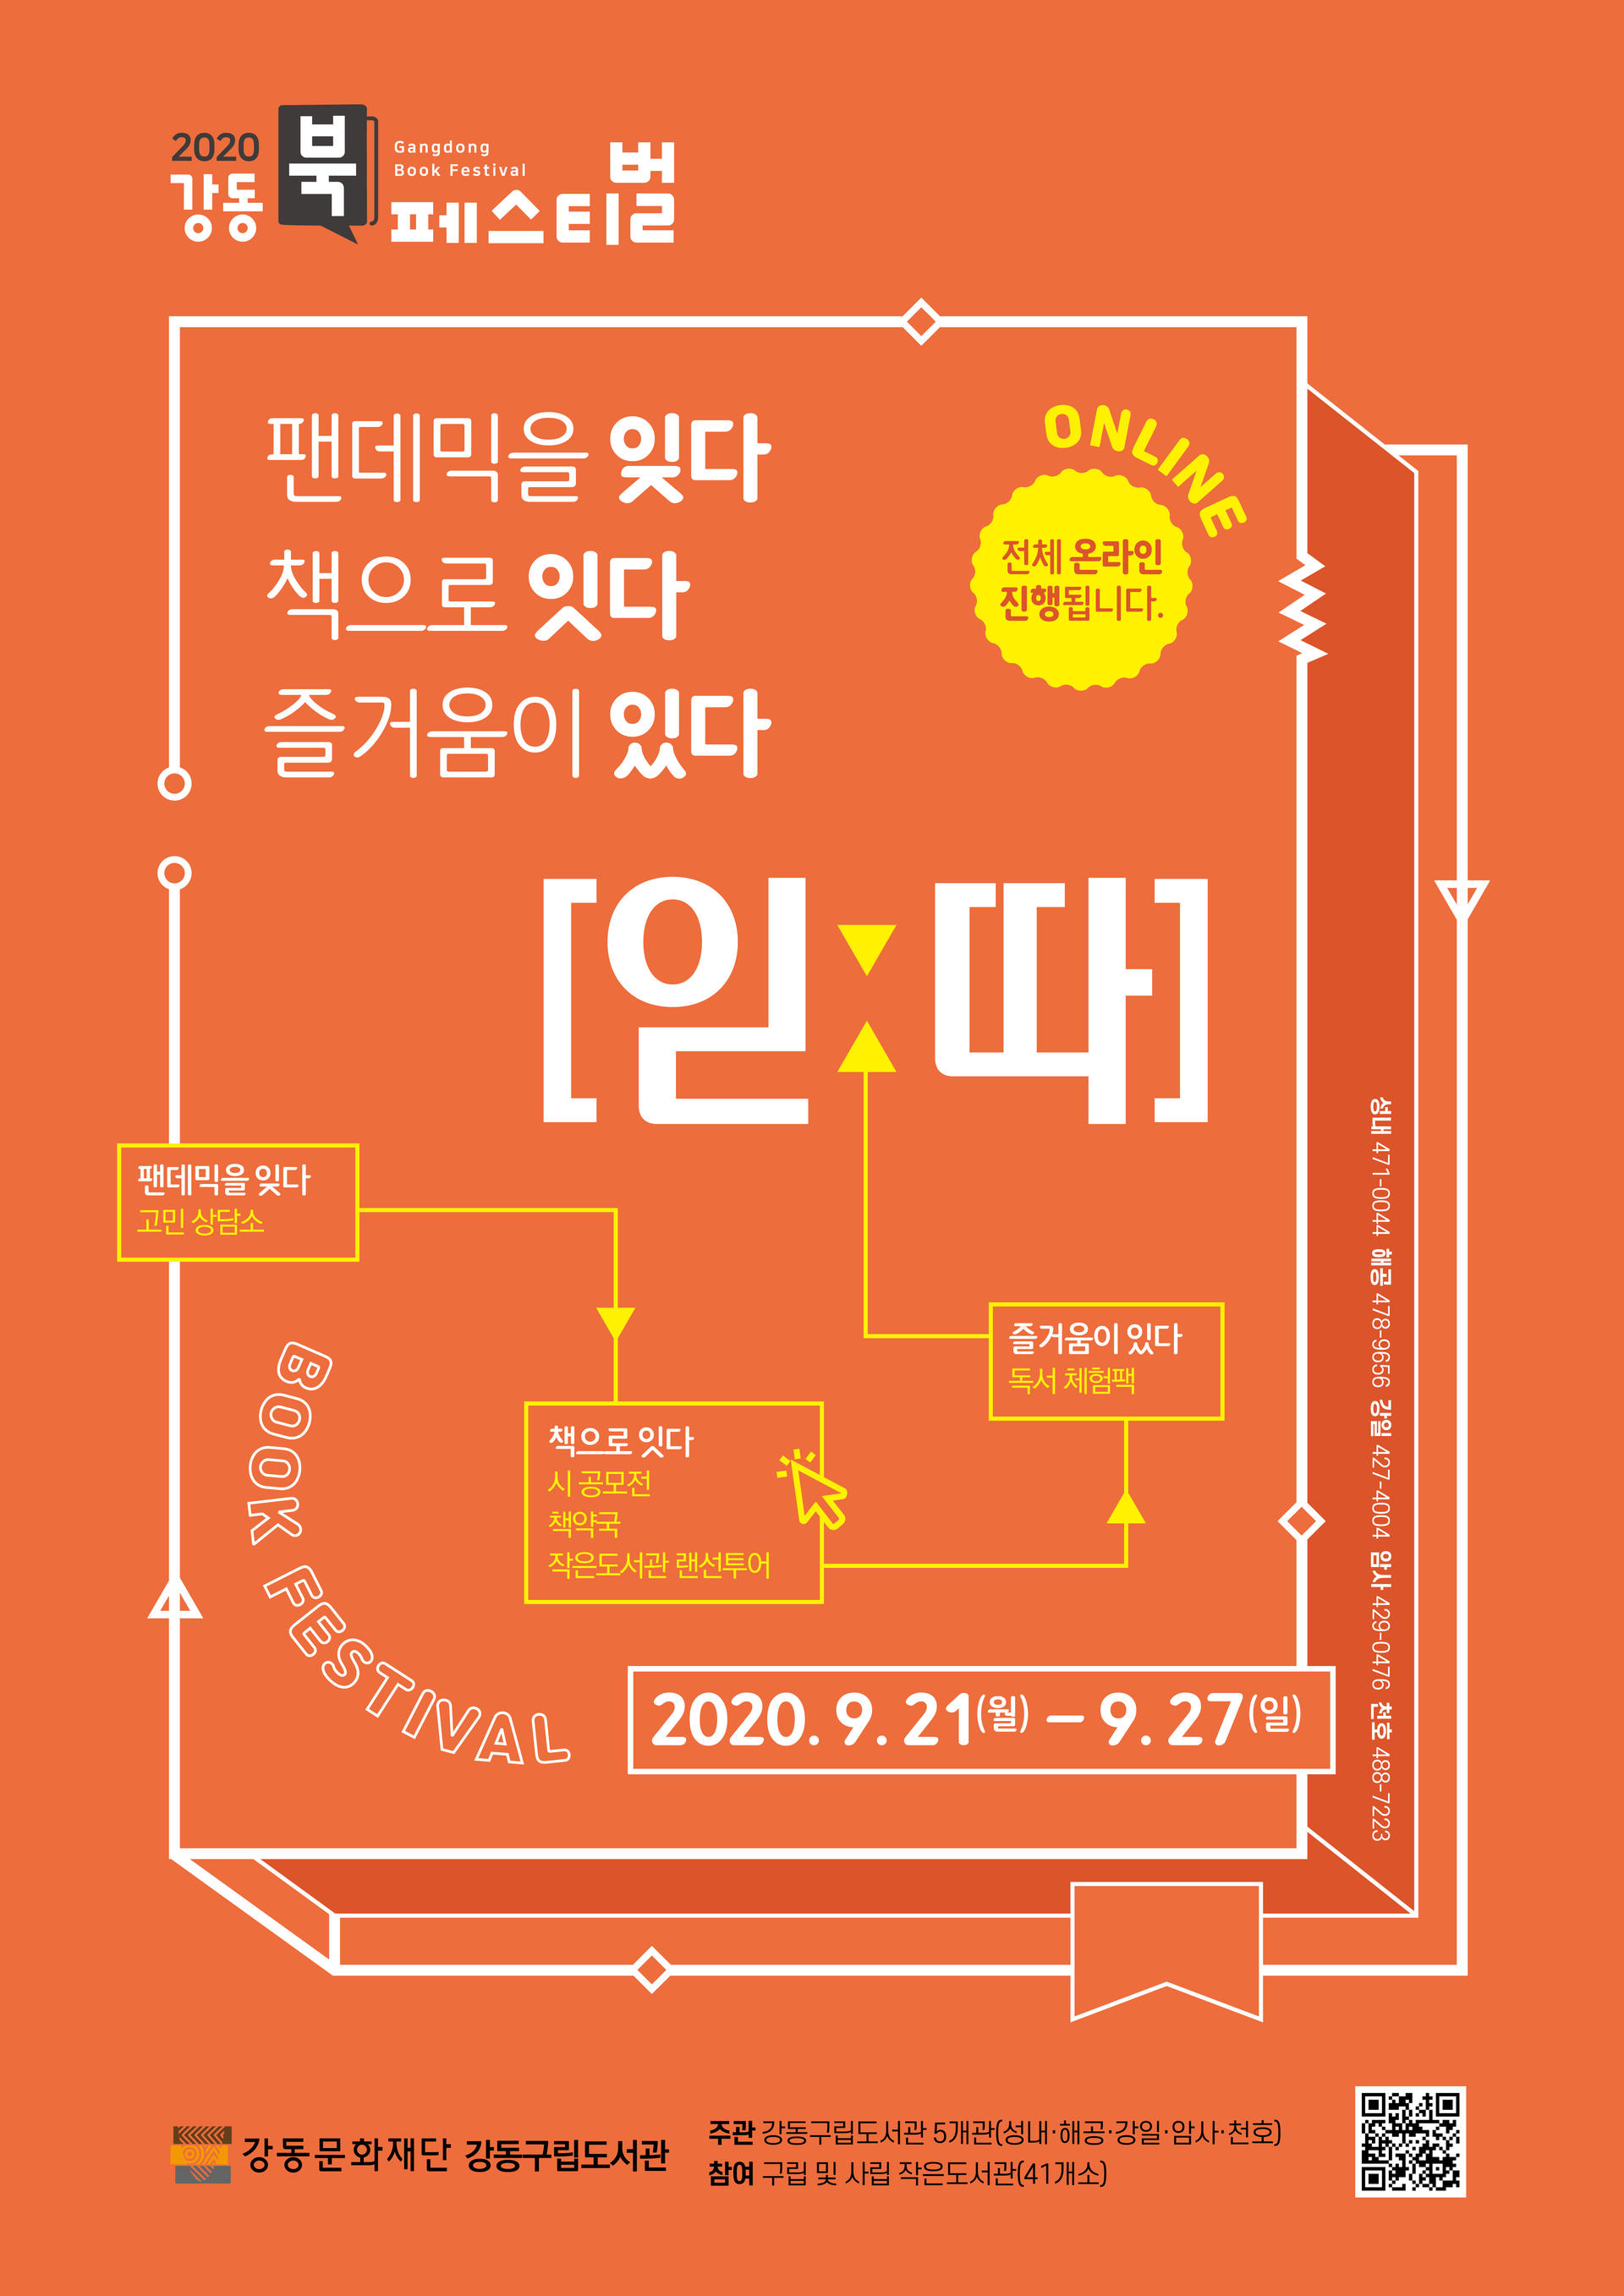 2020
강동
북
Gangdong
Book Festival
페스티벌
팬데믹을 잊다
책으로 잇다
즐거움이 있다
ONLINE
전체 온라인
진행됩니다.
[읻:따]
팬데믹을 잊다
고민 상담소
책으로 잇다
시 공모전
책약국
작은도서관 랜선투어
즐거움이 있다
독서 체험팩
BOOK FESTIVAL
2020. 9. 21(월) – 9. 27(일)
성내 471-0044 해공 478-9656 강일 427-4004 암사 429-0476 천호 488-7223
강동문화재단 강동구립도서관
주관 강동구립도서관 5개관(성내·해공·강일·암사·천호)
참여 구립 및 사립 작은도서관(41개소)